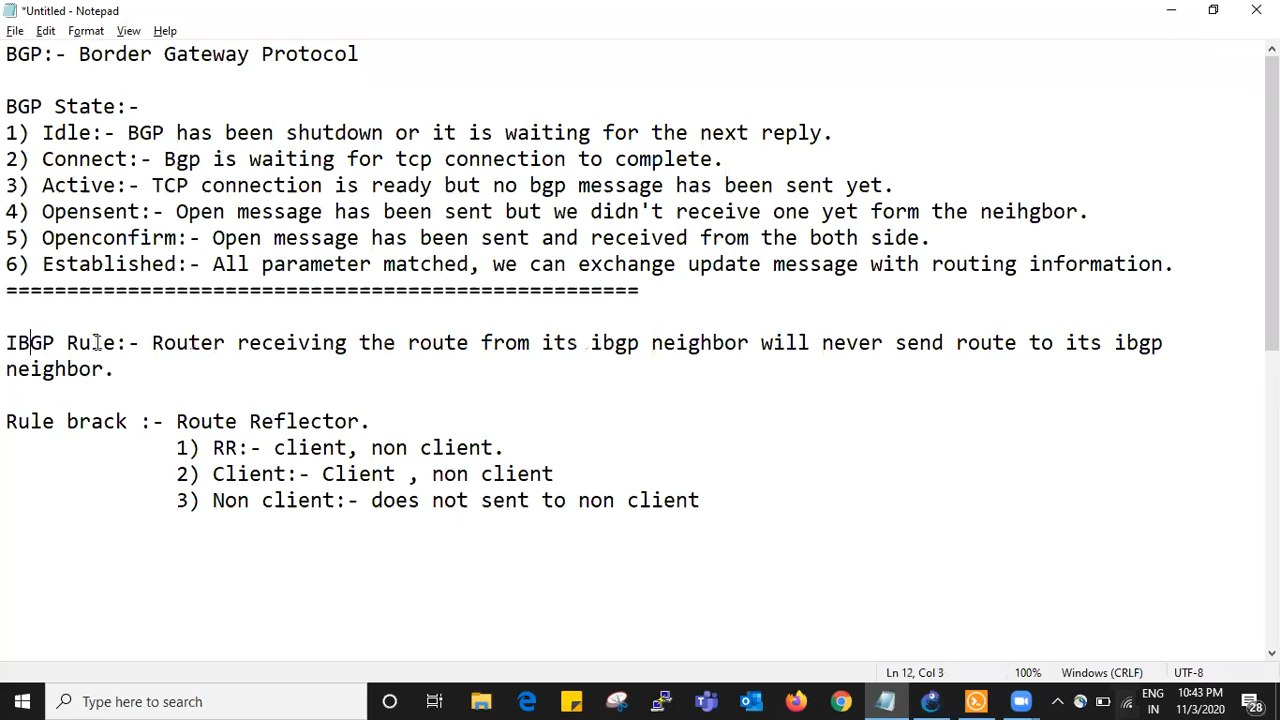 *Untitled - Notepad
File Edit Format View Help
BGP:- Border Gateway Protocol
BGP State:-
1) Idle:- BGP has been shutdown or it is waiting for the next reply.
2) Connect:- Bgp is waiting for tcp connection to complete.
3) Active:- TCP connection is ready but no bgp message has been sent yet.
4) Opensent:- Open message has been sent but we didn't receive one yet form the neihgbor.
5) Openconfirm:- Open message has been sent and received from the both side.
6) Established:- All parameter matched, we can exchange update message with routing information.
====================================================
IBGP Rule:- Router receiving the route from its ibgp neighbor will never send route to its ibgp
neighbor.
Rule brack :- Route Reflector.
1) RR:- client, non client.
2) Client:- Client , non client
3) Non client:- does not sent to non client
Ln 12, Col 3 100% Windows (CRLF) UTF-8
Type here to search
ENG 10:43 PM
IN 11/3/2020 28